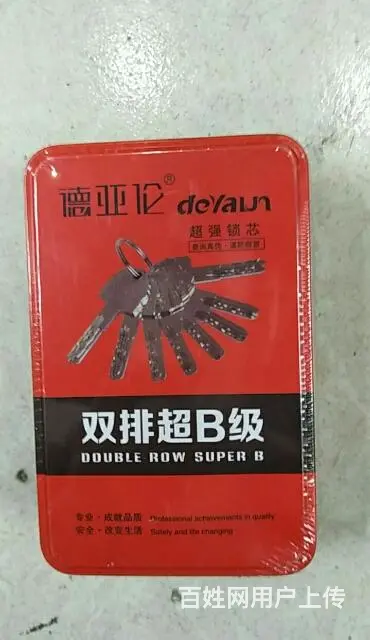 德亚伦® deYaLun
超强锁芯
双排超B级
DOUBLE ROW SUPER B
专业·成就品质 Professional achievements in quality
安全·改变生活 Safety and life changing
百姓网用户上传